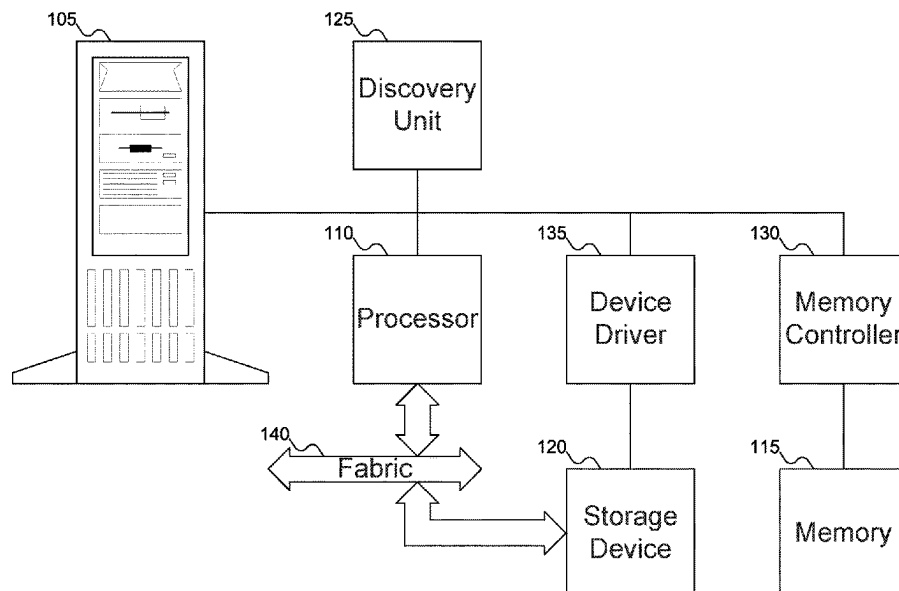 105
125
Discovery
Unit
110
Processor
135
Device
Driver
130
Memory
Controller
140
Fabric
120
Storage
Device
115
Memory